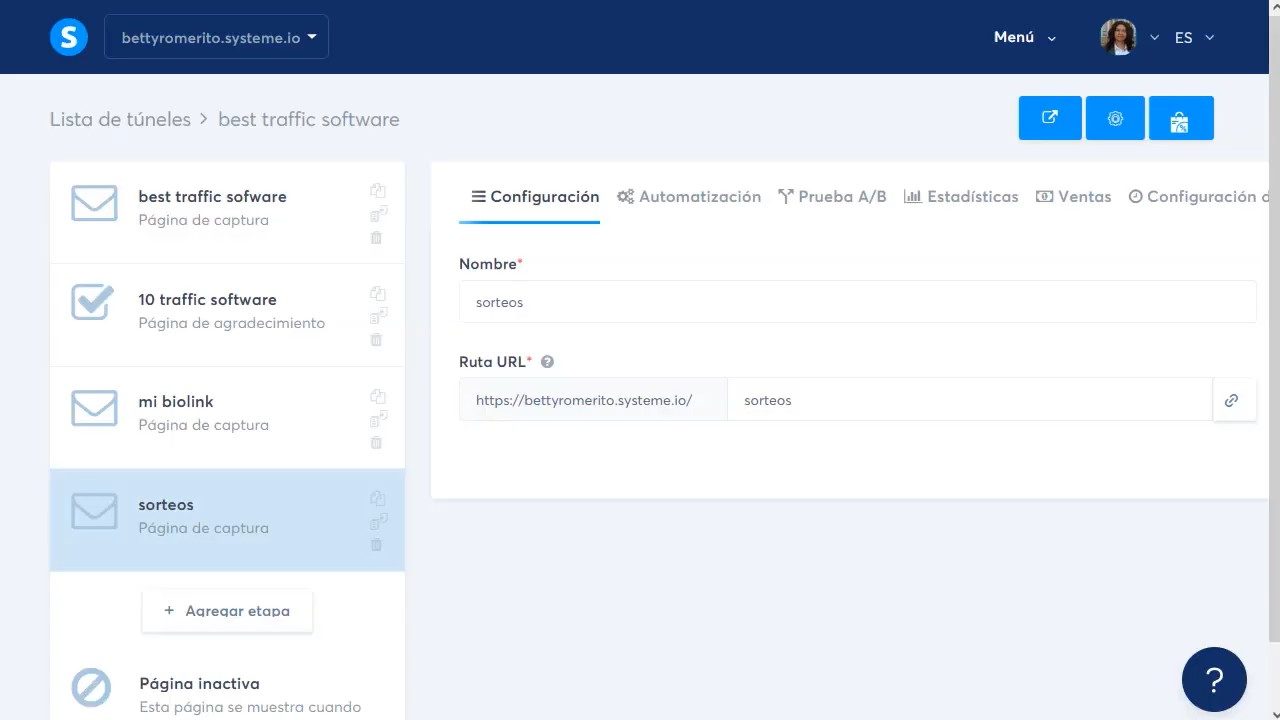 S
bettyromerito.systeme.io
Menú
ES
Lista de túneles > best traffic software
best traffic sofware
Página de captura
10 traffic software
Página de agradecimiento
mi biolink
Página de captura
sorteos
Página de captura
+ Agregar etapa
Página inactiva
Esta página se muestra cuando
Configuración Automatización Prueba A/B Estadísticas Ventas Configuración d
Nombre*
sorteos
Ruta URL* ?
https://bettyromerito.systeme.io/ sorteos
?